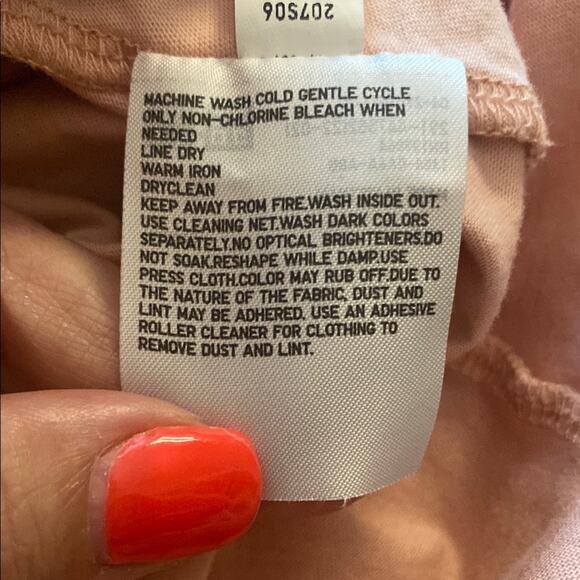 207S06
MACHINE WASH COLD GENTLE CYCLE
ONLY NON-CHLORINE BLEACH WHEN
NEEDED
LINE DRY
WARM IRON
DRYCLEAN
KEEP AWAY FROM FIRE.WASH INSIDE OUT.
USE CLEANING NET.WASH DARK COLORS
SEPARATELY.NO OPTICAL BRIGHTENERS.DO
NOT SOAK.RESHAPE WHILE DAMP.USE
PRESS CLOTH.COLOR MAY RUB OFF.DUE TO
THE NATURE OF THE FABRIC, DUST AND
LINT MAY BE ADHERED. USE AN ADHESIVE
ROLLER CLEANER FOR CLOTHING TO
REMOVE DUST AND LINT.